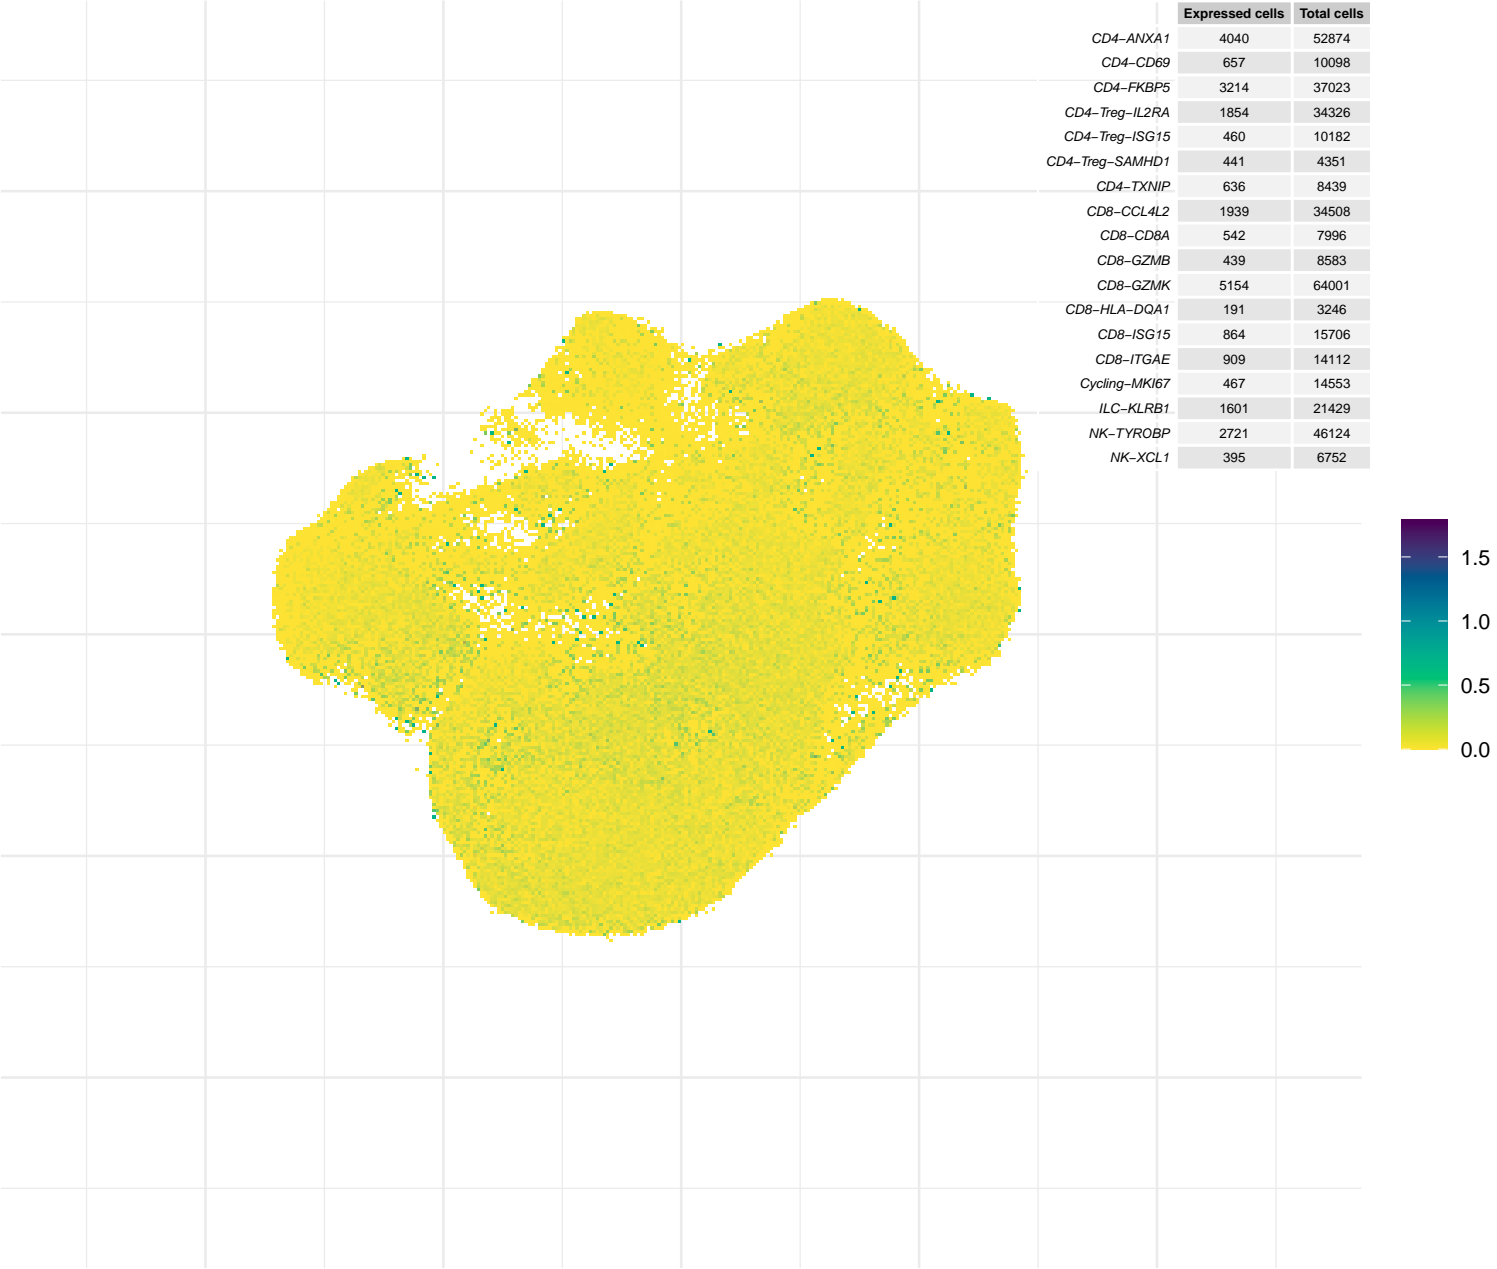 Expressed cells Total cells
CD4−ANXA1 4040 52874
CD4−CD69 657 10098
CD4−FKBP5 3214 37023
CD4−Treg−IL2RA 1854 34326
CD4−Treg−ISG15 460 10182
CD4−Treg−SAMHD1 441 4351
CD4−TXNIP 636 8439
CD8−CCL4L2 1939 34508
CD8−CD8A 542 7996
CD8−GZMB 439 8583
CD8−GZMK 5154 64001
CD8−HLA−DQA1 191 3246
CD8−ISG15 864 15706
CD8−ITGAE 909 14112
Cycling−MKI67 467 14553
ILC−KLRB1 1601 21429
NK−TYROBP 2721 46124
NK−XCL1 395 6752
1.5
1.0
0.5
0.0